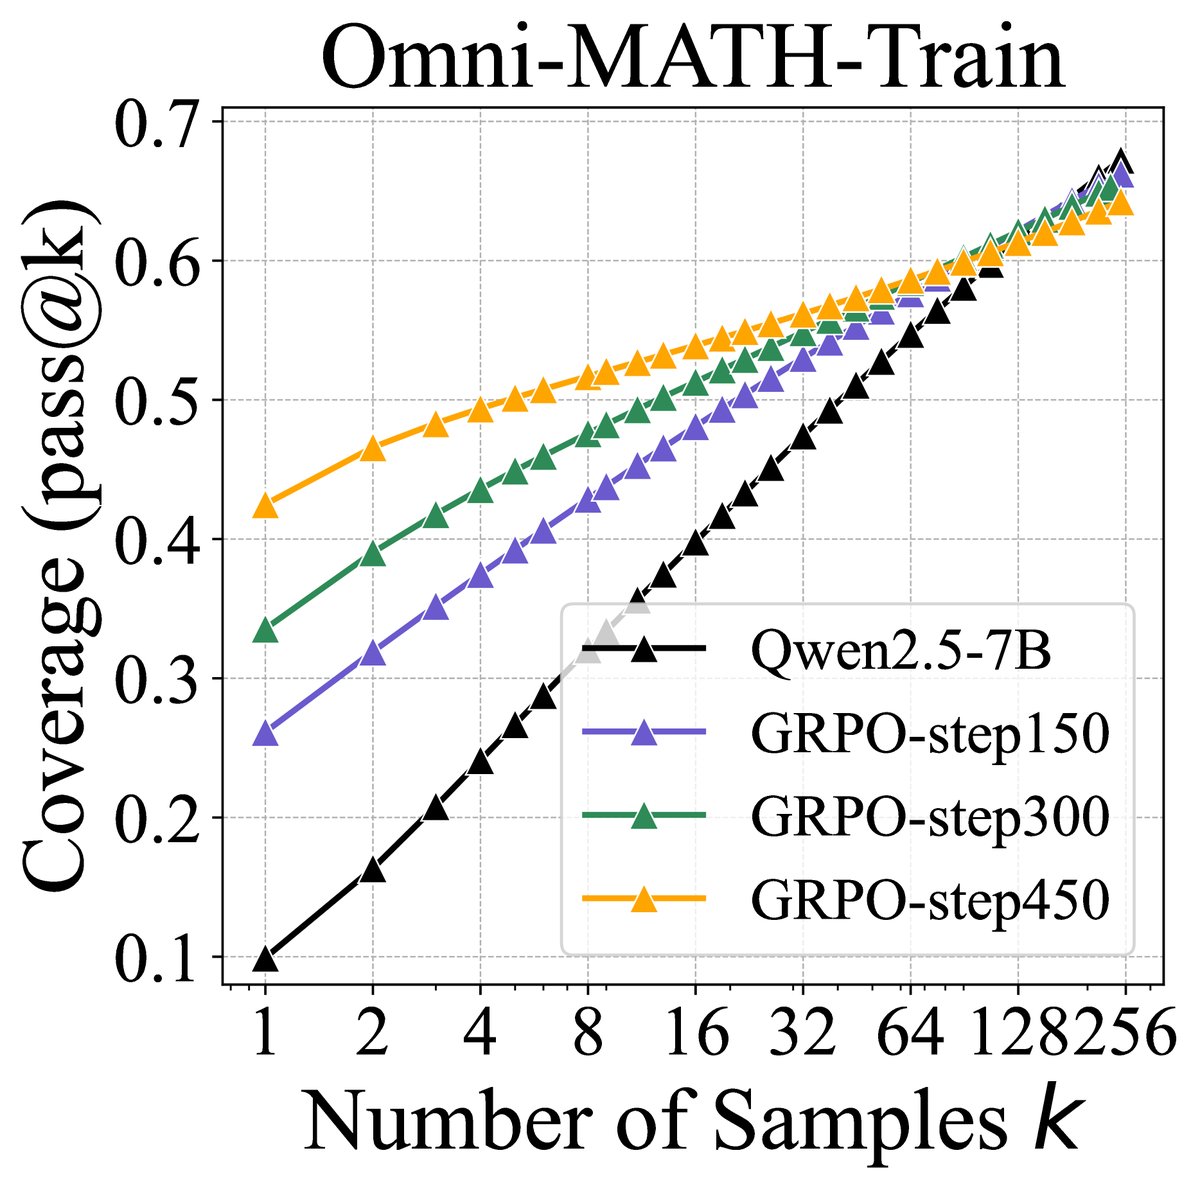 Omni-MATH-Train
Coverage (pass@k)
0.7
0.6
0.5
0.4
0.3
0.2
0.1
Qwen2.5-7B
GRPO-step150
GRPO-step300
GRPO-step450
1 2 4 8 16 32 64 128 256
Number of Samples k